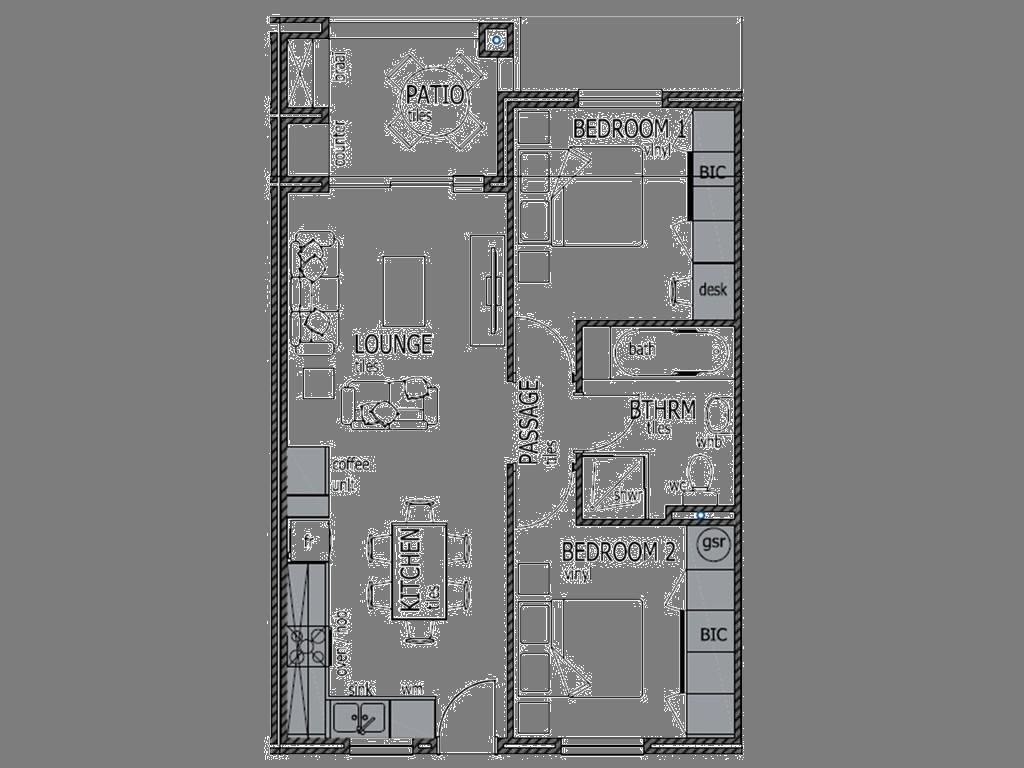 braai
PATIO
tiles
counter
BEDROOM 1
vinyl
BIC
desk
LOUNGE
tiles
bath
PASSAGE
tiles
BTHRM
tiles
whb
wc
shwr
coffee
unit
BEDROOM 2
vinyl
gsr
KITCHEN
tiles
BIC
oven / hob
sink
wm